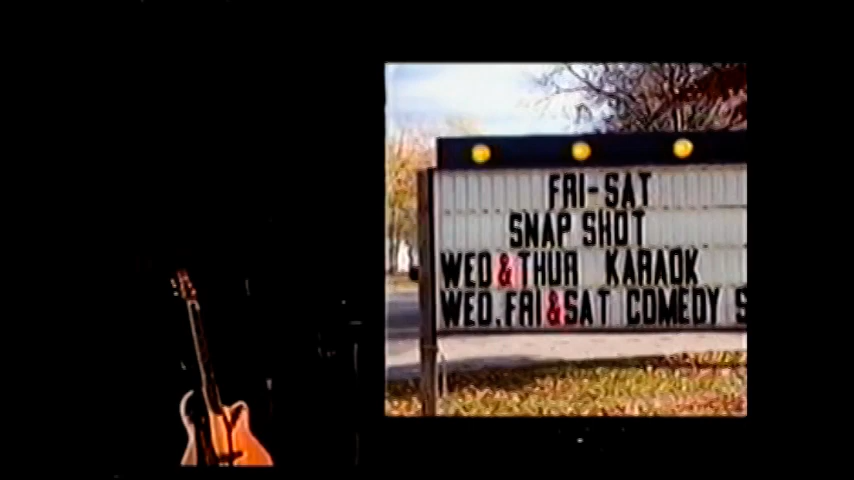 FRI-SAT
SNAP SHOT
WED & THUR KARAOK
WED. FRI & SAT COMEDY S